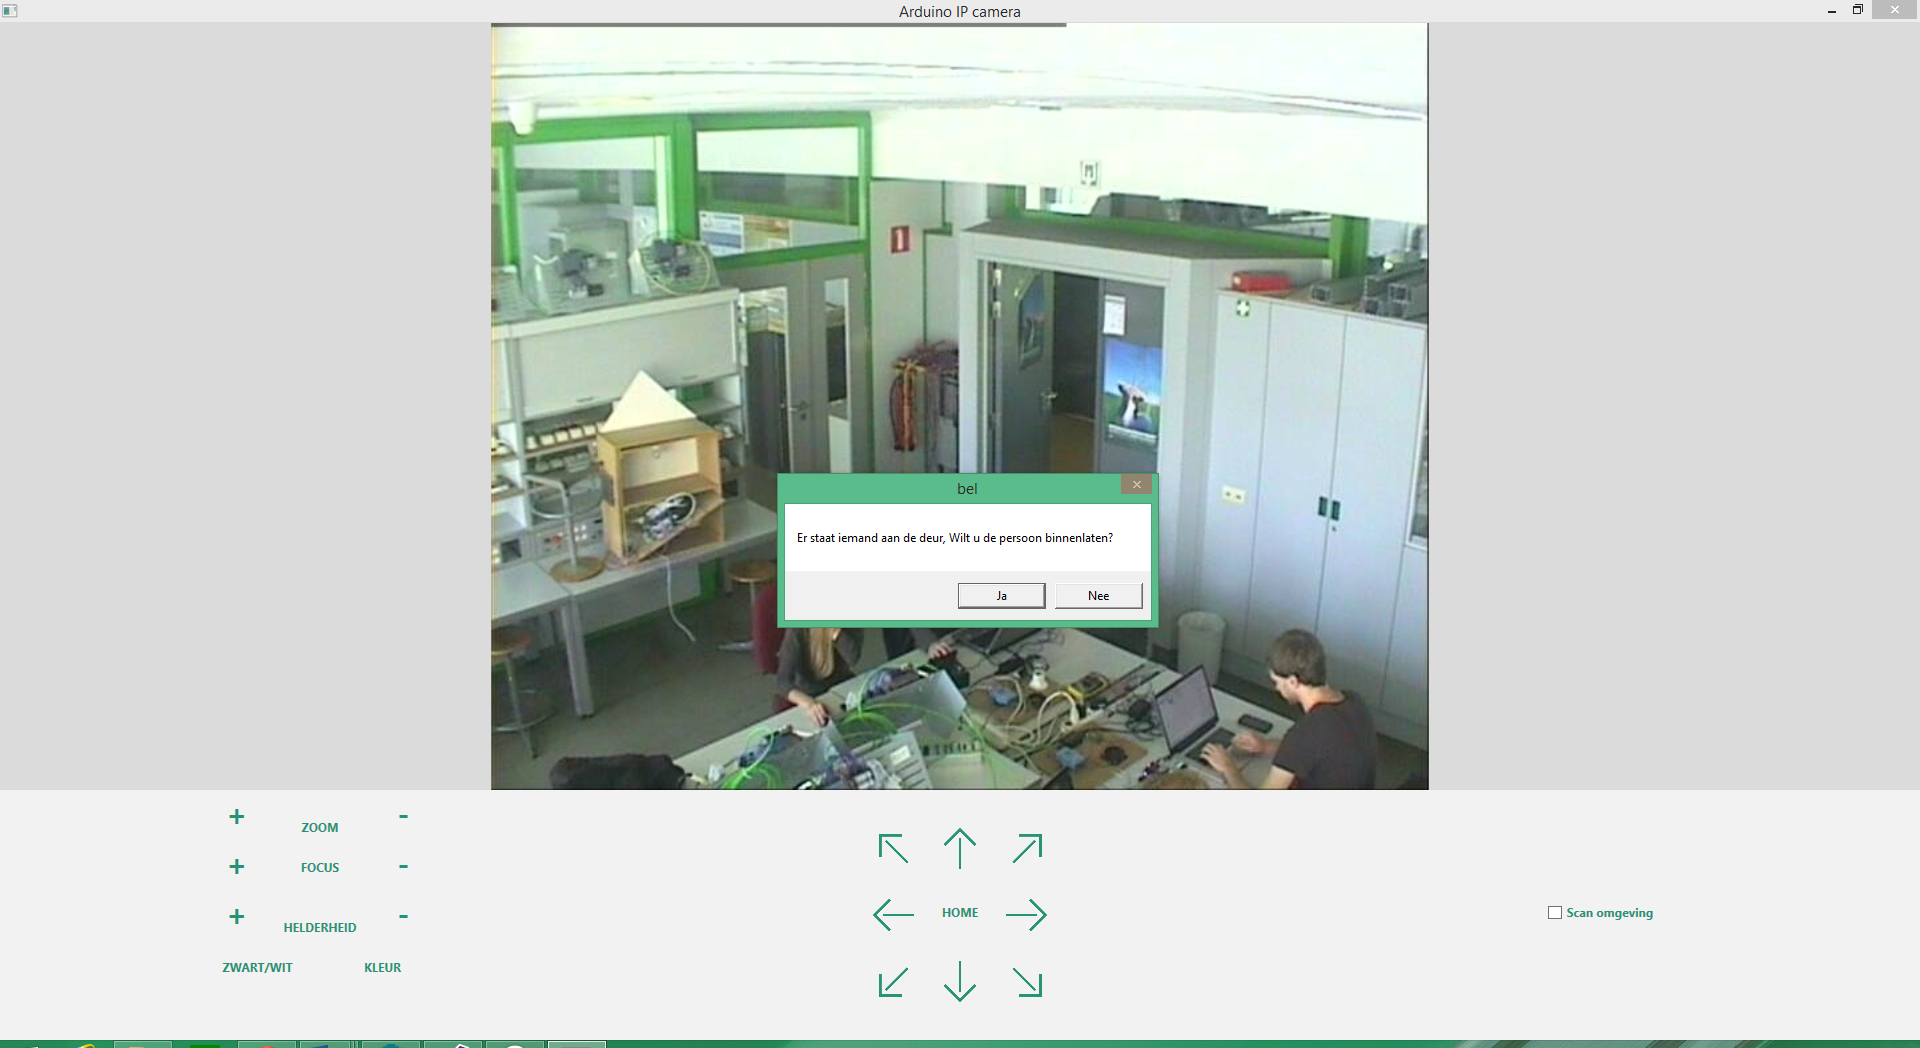 Arduino IP camera
bel
Er staat iemand aan de deur, Wilt u de persoon binnenlaten?
Ja
Nee
+ ZOOM -
+ FOCUS -
+ HELDERHEID -
ZWART/WIT KLEUR
HOME
Scan omgeving